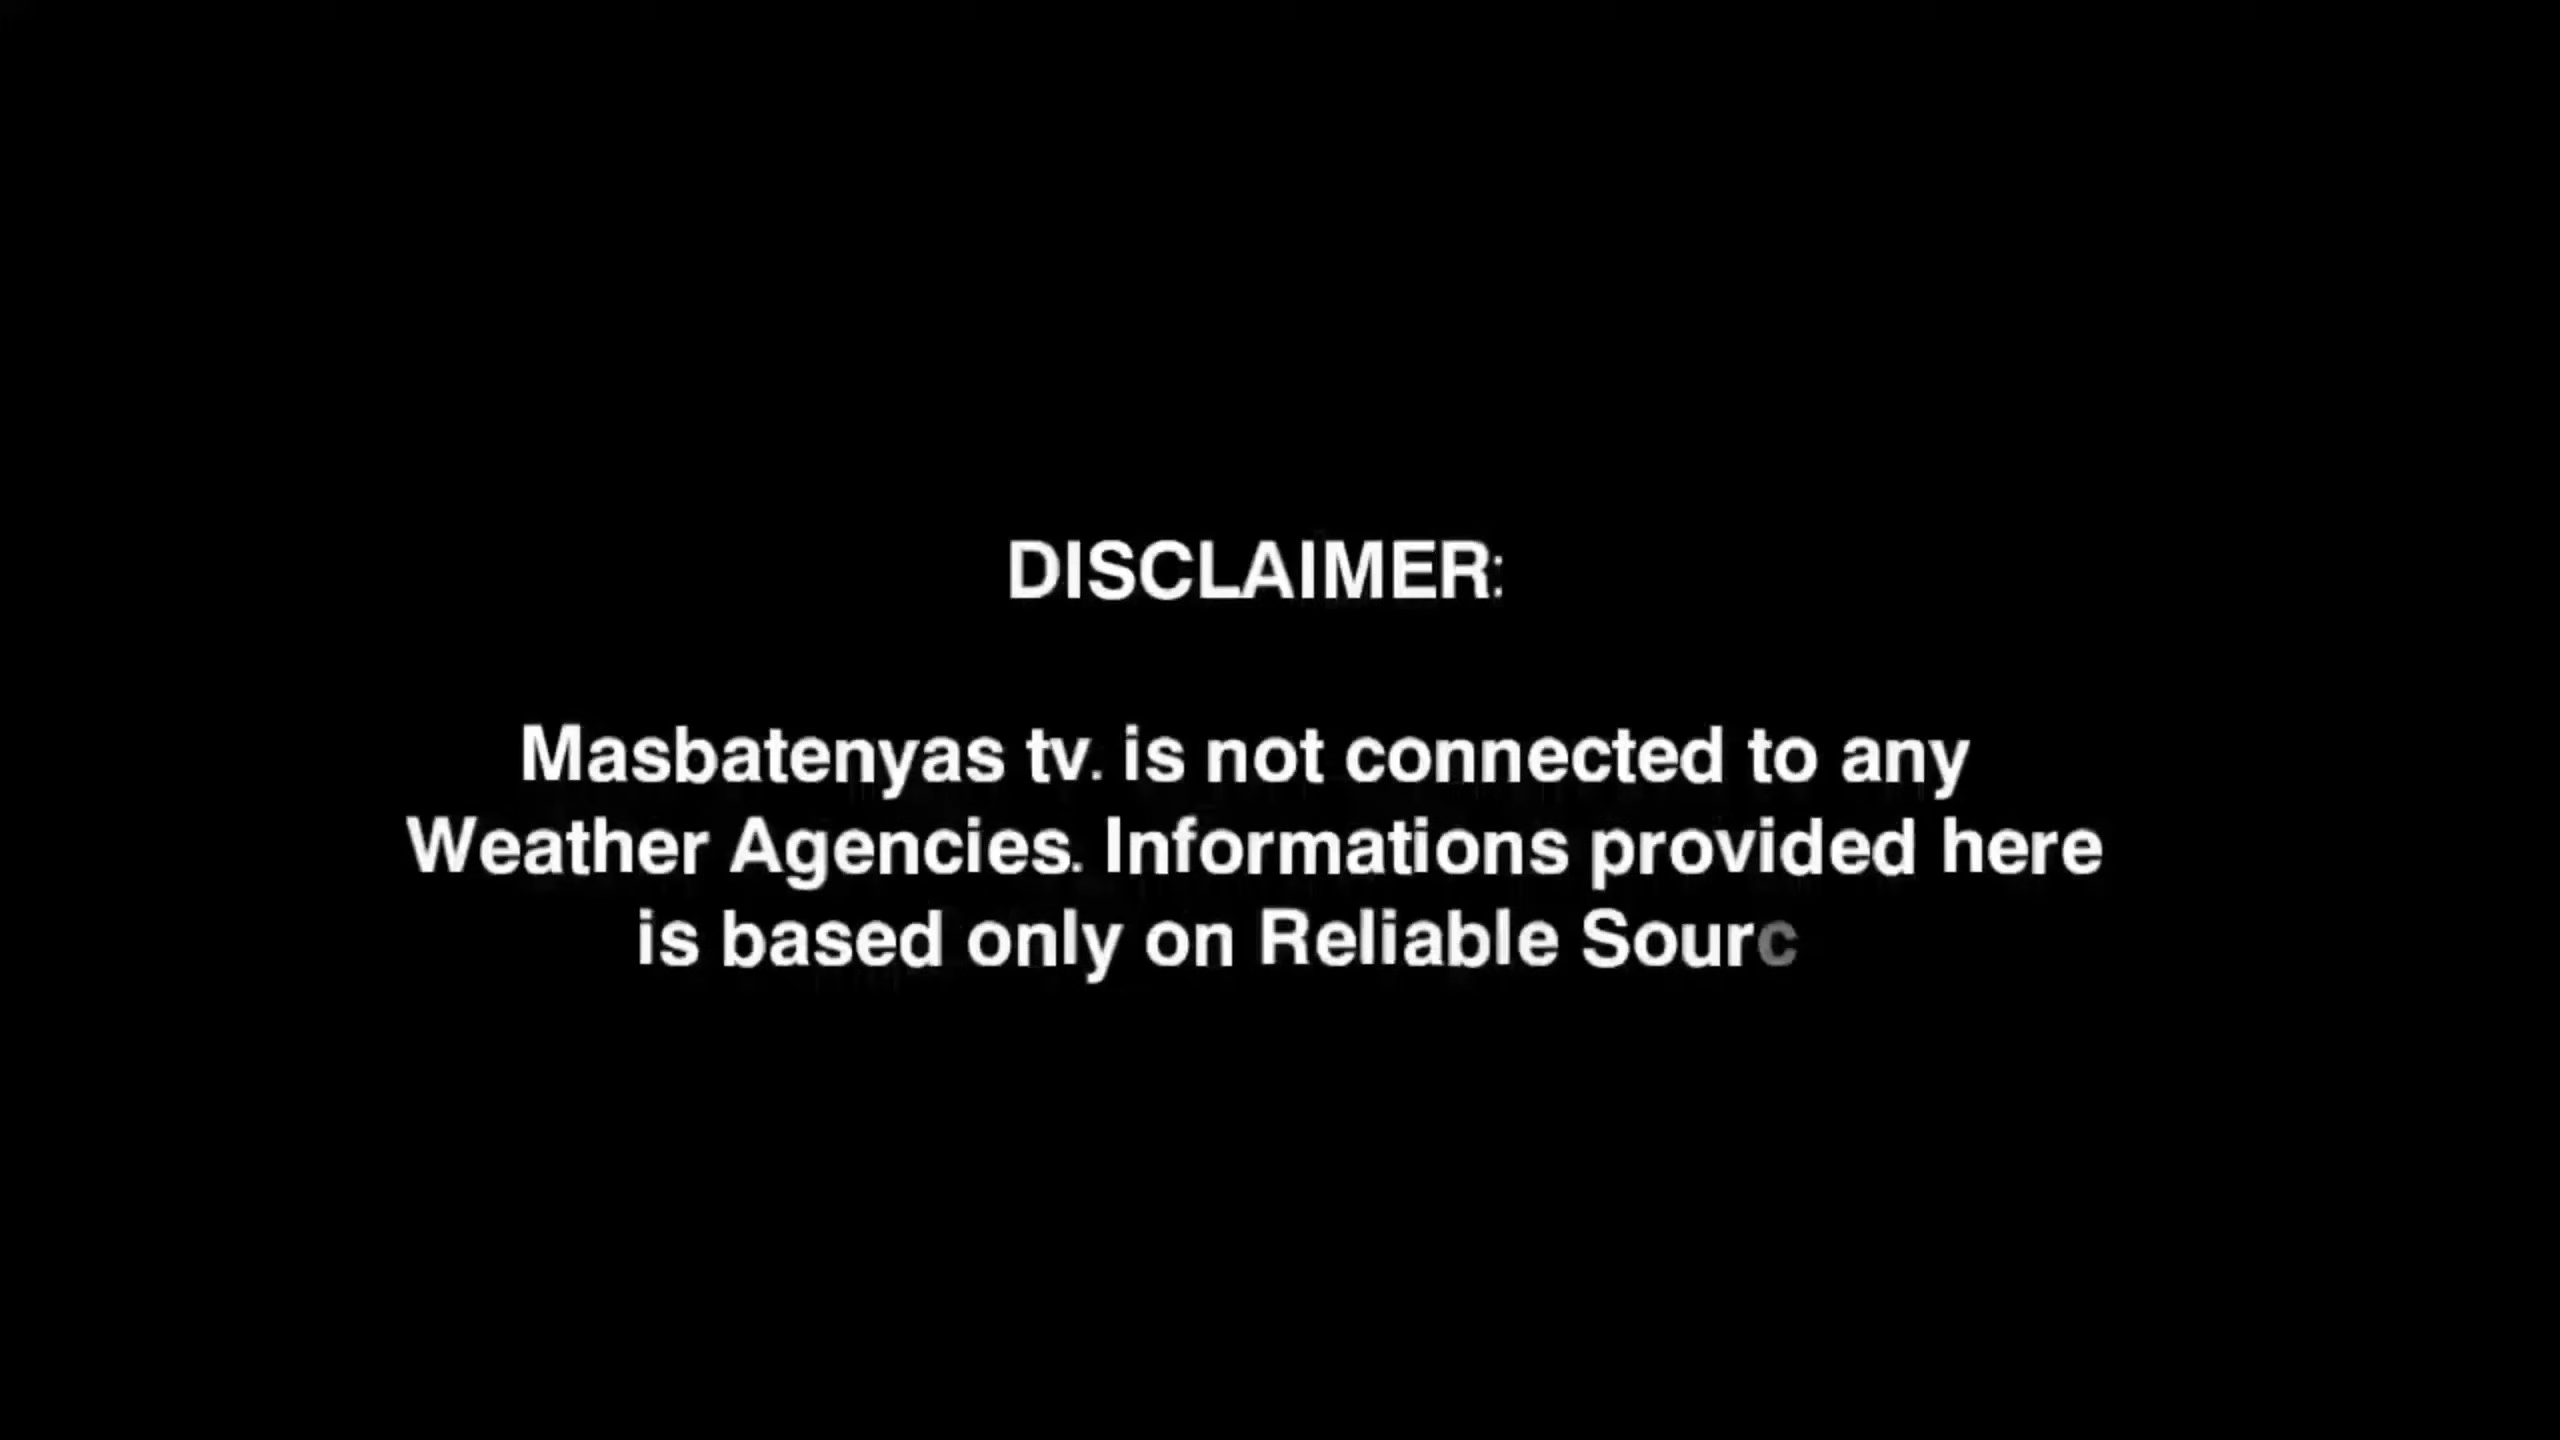 DISCLAIMER:
Masbatenyas tv. is not connected to any
Weather Agencies. Informations provided here
is based only on Reliable Sourc